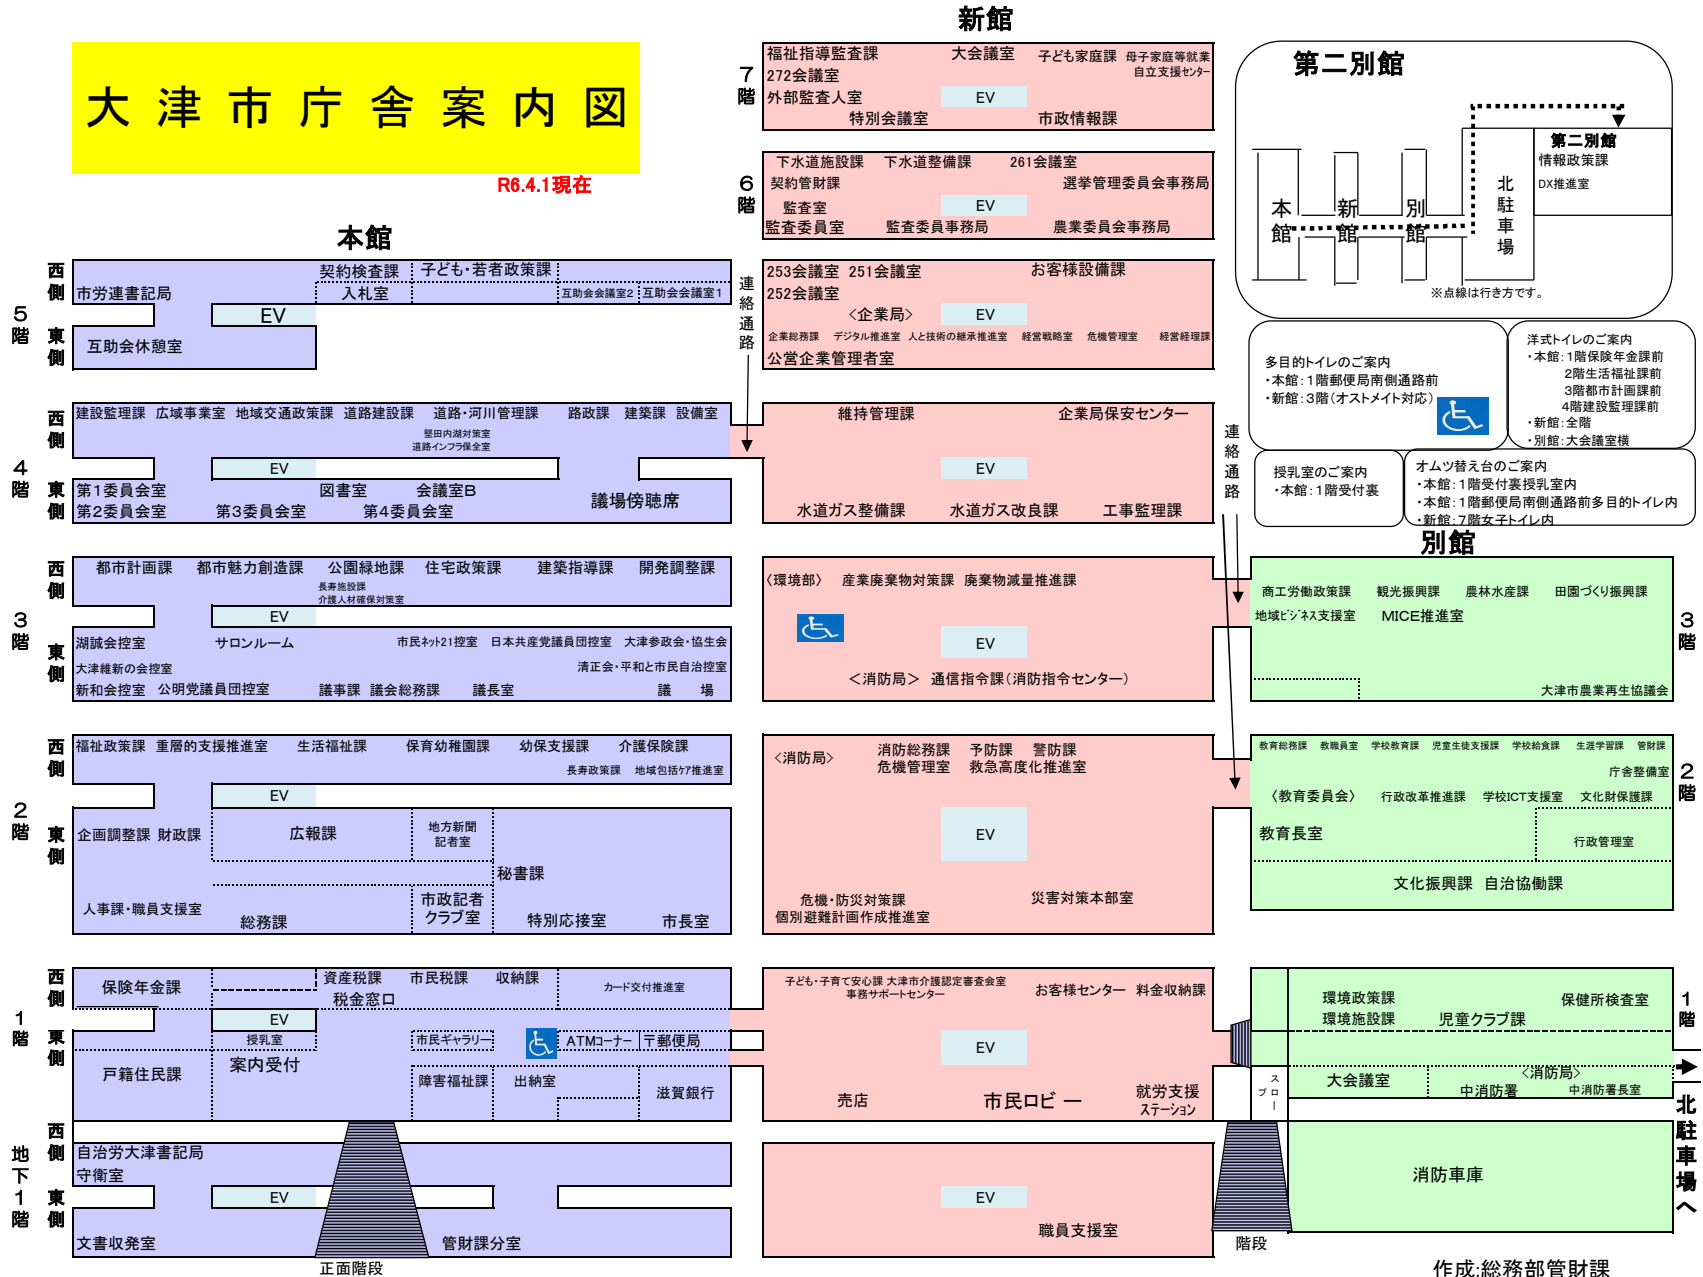 大津市庁舎案内図
R6.4.1現在
新館
7階
福祉指導監査課 大会議室 子ども家庭課 母子家庭等就業
自立支援センター
272会議室
外部監査人室 EV
特別会議室 市政情報課
6階
下水道施設課 下水道整備課 261会議室
契約管財課 選挙管理委員会事務局
監査室 EV
監査委員室 監査委員事務局 農業委員会事務局
第二別館
第二別館
情報政策課
DX推進室
本館 新館 別館 北駐車場
※点線は行き方です。
本館
5階
西側
契約検査課 子ども・若者政策課
市労連書記局 入札室 互助会会議室2 互助会会議室1
EV
東側
互助会休憩室
連絡通路
253会議室 251会議室 お客様設備課
252会議室
<企業局> EV
企業総務課 デジタル推進室 人と技術の継承推進室 経営戦略室 危機管理室 経営経理課
公営企業管理者室
多目的トイレのご案内
・本館：1階郵便局南側通路前
・新館：3階（オストメイト対応）
洋式トイレのご案内
・本館：1階保険年金課前
2階生活福祉課前
3階都市計画課前
4階建設監理課前
・新館：全階
・別館：大会議室横
授乳室のご案内
・本館：1階受付裏
オムツ替え台のご案内
・本館：1階受付裏授乳室内
・本館：1階郵便局南側通路前多目的トイレ内
・新館：7階女子トイレ内
4階
西側
建設監理課 広域事業室 地域交通政策課 道路建設課 道路・河川管理課 路政課 建築課 設備室
堅田内湖対策室
道路インフラ保全室
EV
東側
第1委員会室 図書室 会議室B 議場傍聴席
第2委員会室 第3委員会室 第4委員会室
維持管理課 企業局保安センター
EV
水道ガス整備課 水道ガス改良課 工事監理課
連絡通路
別館
3階
西側
都市計画課 都市魅力創造課 公園緑地課 住宅政策課 建築指導課 開発調整課
長寿施設課
介護人材確保対策室
EV
東側
湖誠会控室 サロンルーム 市民ネット21控室 日本共産党議員団控室 大津参政会・協生会
大津維新の会控室 清正会・平和と市民自治控室
新和会控室 公明党議員団控室 議事課 議会総務課 議長室 議場
〈環境部〉 産業廃棄物対策課 廃棄物減量推進課
EV
<消防局> 通信指令課（消防指令センター）
商工労働政策課 観光振興課 農林水産課 田園づくり振興課
地域ビジネス支援室 MICE推進室
大津市農業再生協議会
3階
2階
西側
福祉政策課 重層的支援推進室 生活福祉課 保育幼稚園課 幼保支援課 介護保険課
長寿政策課 地域包括ケア推進室
EV
東側
企画調整課 財政課 広報課 地方新聞
記者室
秘書課
人事課・職員支援室 総務課 市政記者
クラブ室
特別応接室 市長室
〈消防局〉 消防総務課 予防課 警防課
危機管理室 救急高度化推進室
EV
危機・防災対策課 災害対策本部室
個別避難計画作成推進室
教育総務課 教職員室 学校教育課 児童生徒支援課 学校給食課 生涯学習課 管財課
庁舎整備室
〈教育委員会〉 行政改革推進課 学校ICT支援室 文化財保護課
教育長室 行政管理室
文化振興課 自治協働課
2階
1階
西側
保険年金課 資産税課 市民税課 収納課 カード交付推進室
税金窓口
EV
東側
授乳室 市民ギャラリー ATMコーナー 〒郵便局
戸籍住民課 案内受付
障害福祉課 出納室 滋賀銀行
子ども・子育て安心課 大津市介護認定審査会室
事務サポートセンター
お客様センター 料金収納課
EV
売店 市民ロビー 就労支援
ステーション
スロープ
環境政策課 保健所検査室
環境施設課 児童クラブ課
大会議室 <消防局>
中消防署 中消防署長室
1階
北駐車場へ
地下1階
西側
自治労大津書記局
守衛室
EV
東側
文書収発室 管財課分室
正面階段
EV
職員支援室
階段
消防車庫
作成:総務部管財課